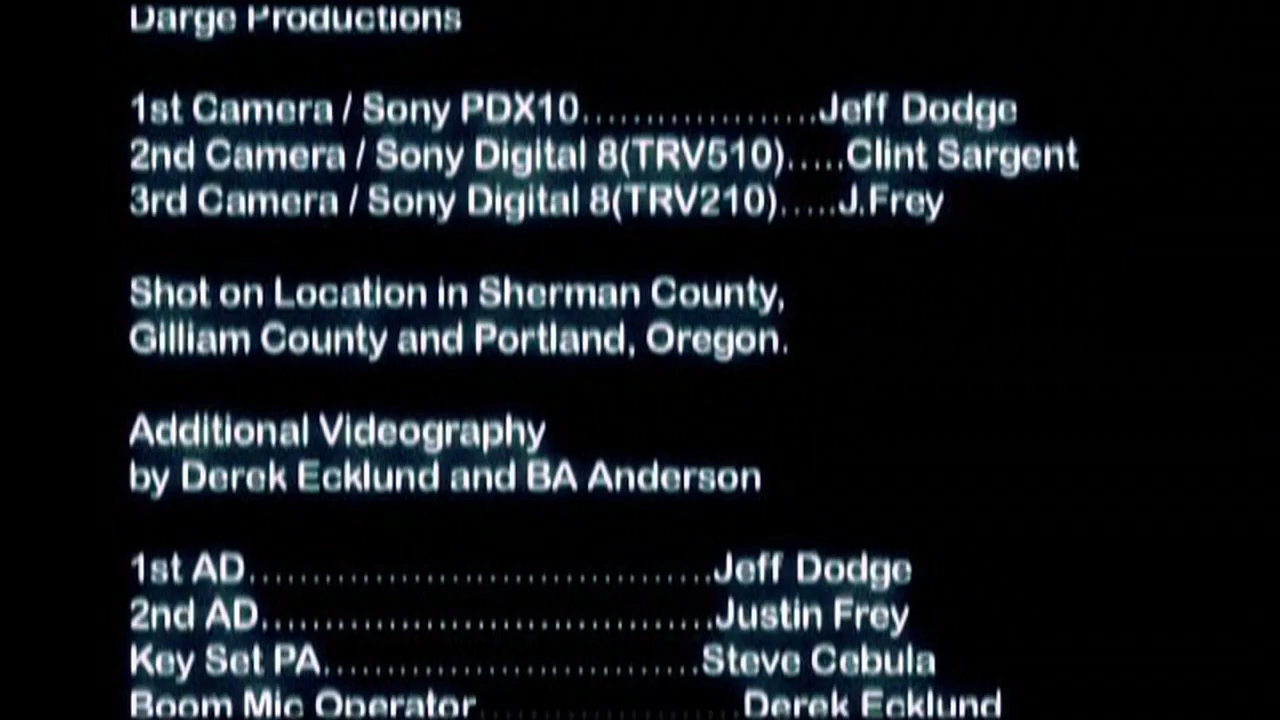 Darge Productions
1st Camera / Sony PDX10...................Jeff Dodge
2nd Camera / Sony Digital 8(TRV510).....Clint Sargent
3rd Camera / Sony Digital 8(TRV210).....J.Frey
Shot on Location in Sherman County,
Gilliam County and Portland, Oregon.
Additional Videography
by Derek Ecklund and BA Anderson
1st AD.....................................Jeff Dodge
2nd AD....................................Justin Frey
Key Set PA..............................Steve Cebula
Boom Mic Operator.....................Derek Ecklund